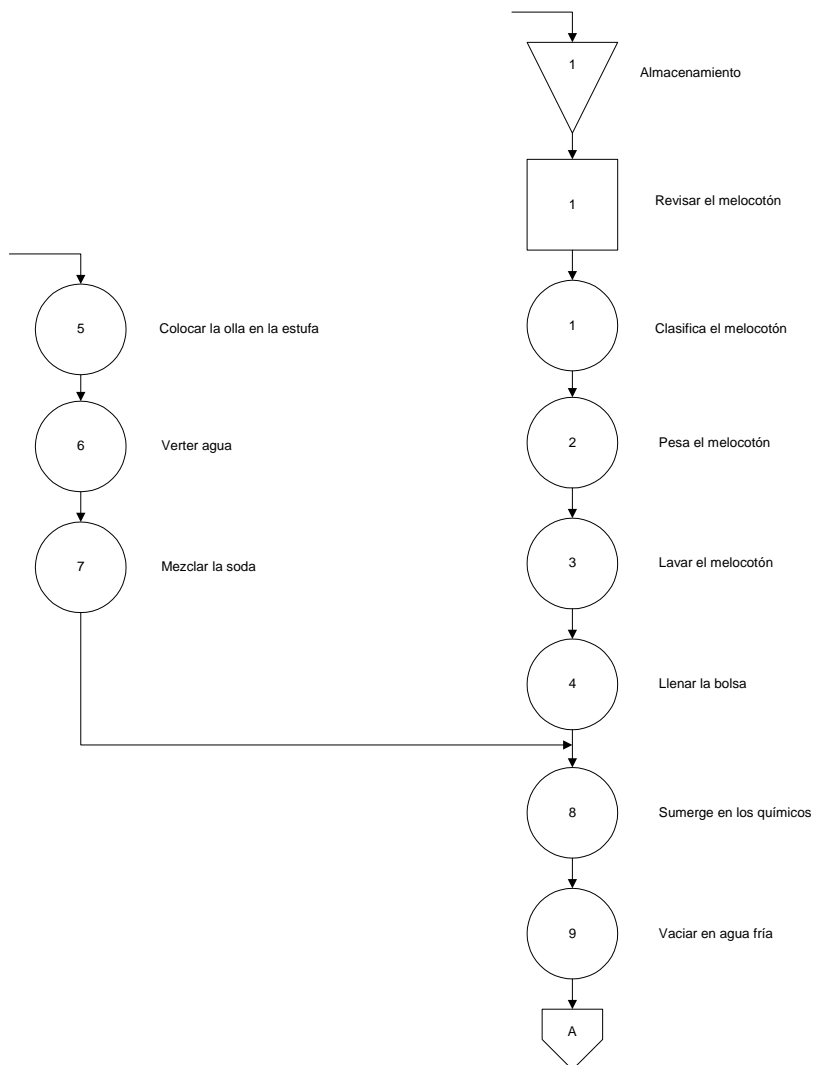 1
Almacenamiento
1
Revisar el melocotón
5
Colocar la olla en la estufa
1
Clasifica el melocotón
6
Verter agua
2
Pesa el melocotón
7
Mezclar la soda
3
Lavar el melocotón
4
Llenar la bolsa
8
Sumerge en los químicos
9
Vaciar en agua fría
A